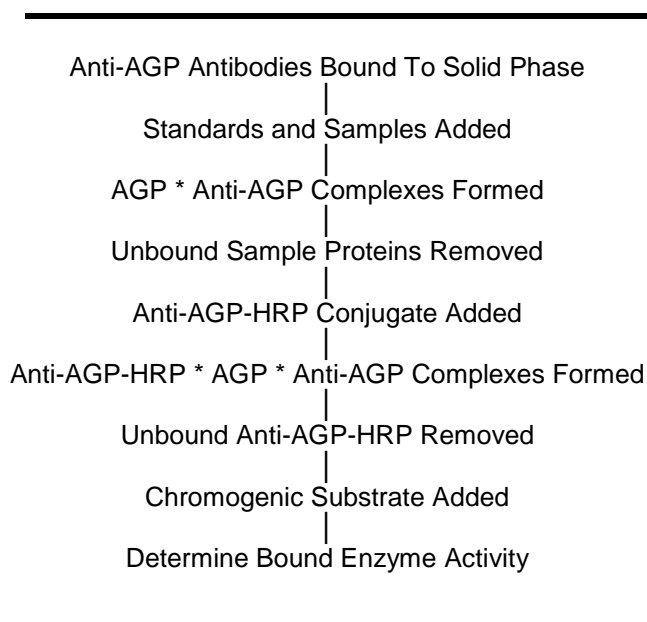 Anti-AGP Antibodies Bound To Solid Phase
Standards and Samples Added
AGP * Anti-AGP Complexes Formed
Unbound Sample Proteins Removed
Anti-AGP-HRP Conjugate Added
Anti-AGP-HRP * AGP * Anti-AGP Complexes Formed
Unbound Anti-AGP-HRP Removed
Chromogenic Substrate Added
Determine Bound Enzyme Activity